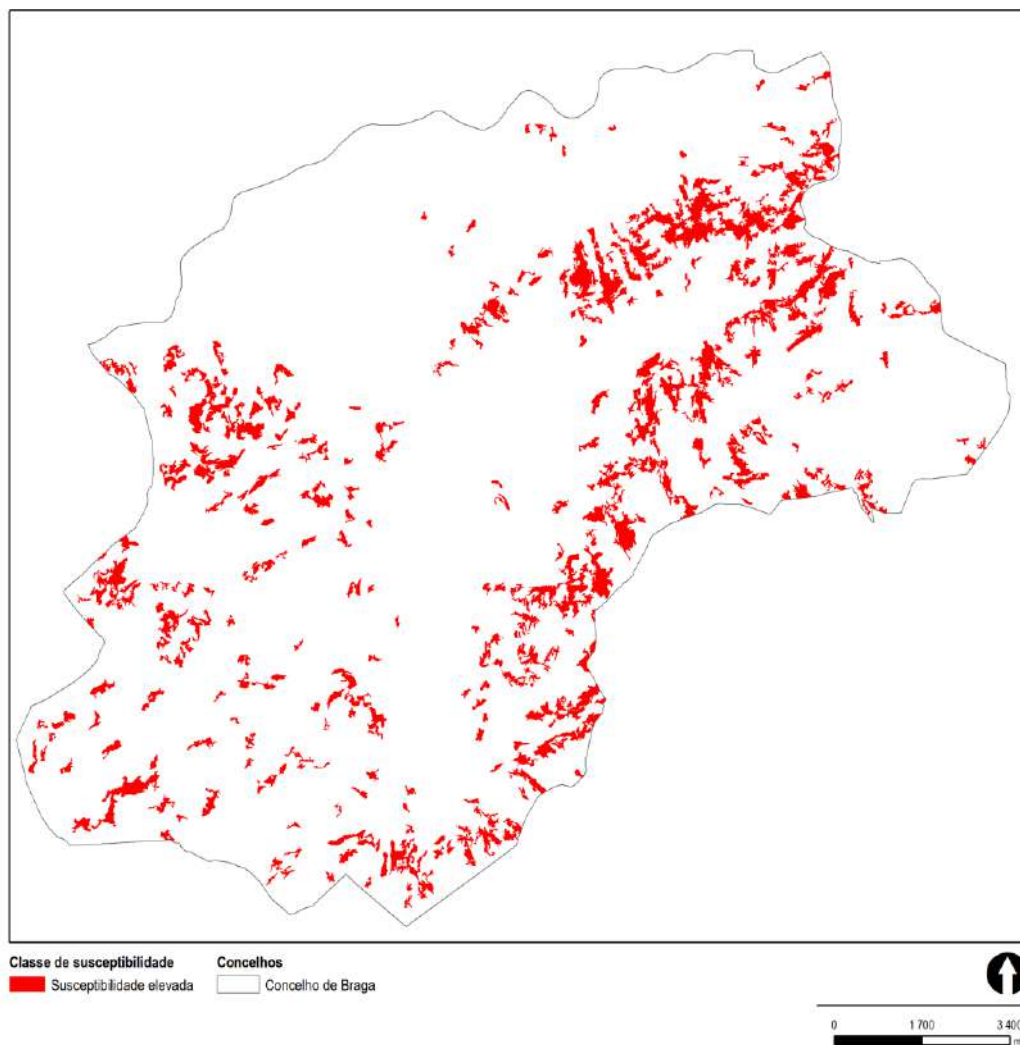 Classe de susceptibilidade
Susceptibilidade elevada
Concelhos
Concelho de Braga
0 1 700 3 400
m